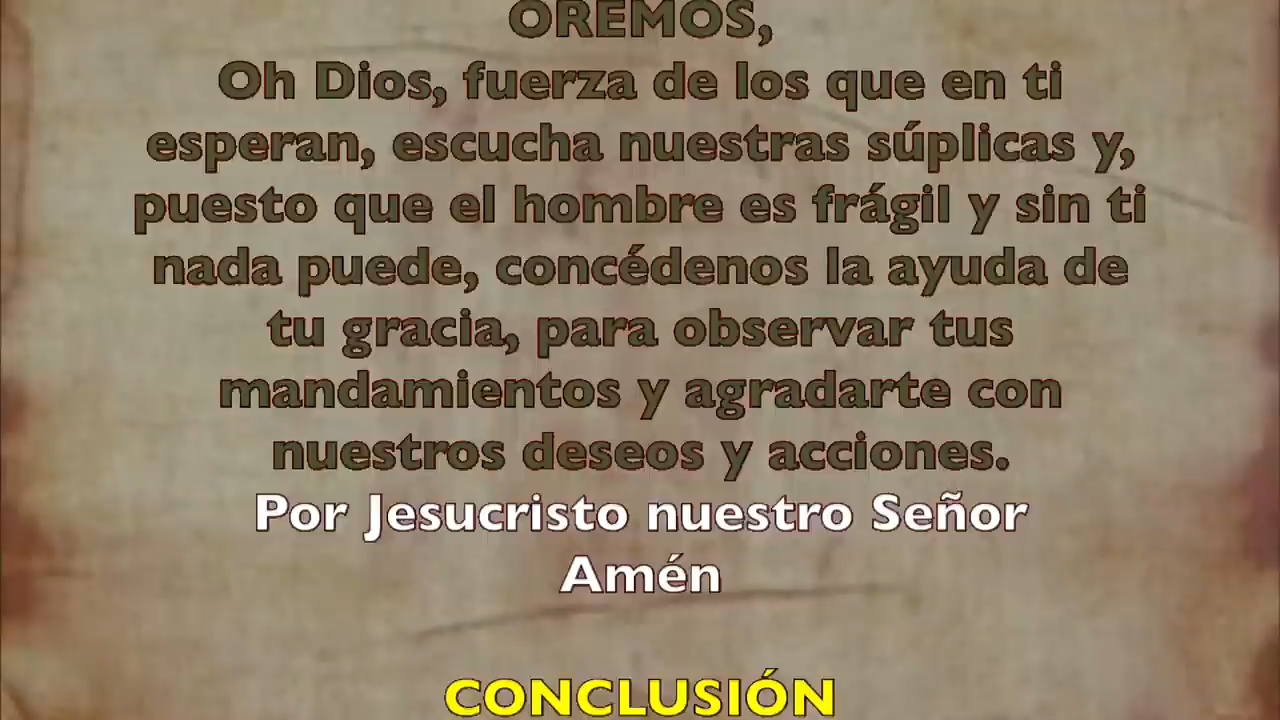 OREMOS,
Oh Dios, fuerza de los que en ti
esperan, escucha nuestras súplicas y,
puesto que el hombre es frágil y sin ti
nada puede, concédenos la ayuda de
tu gracia, para observar tus
mandamientos y agradarte con
nuestros deseos y acciones.
Por Jesucristo nuestro Señor
Amén
CONCLUSIÓN